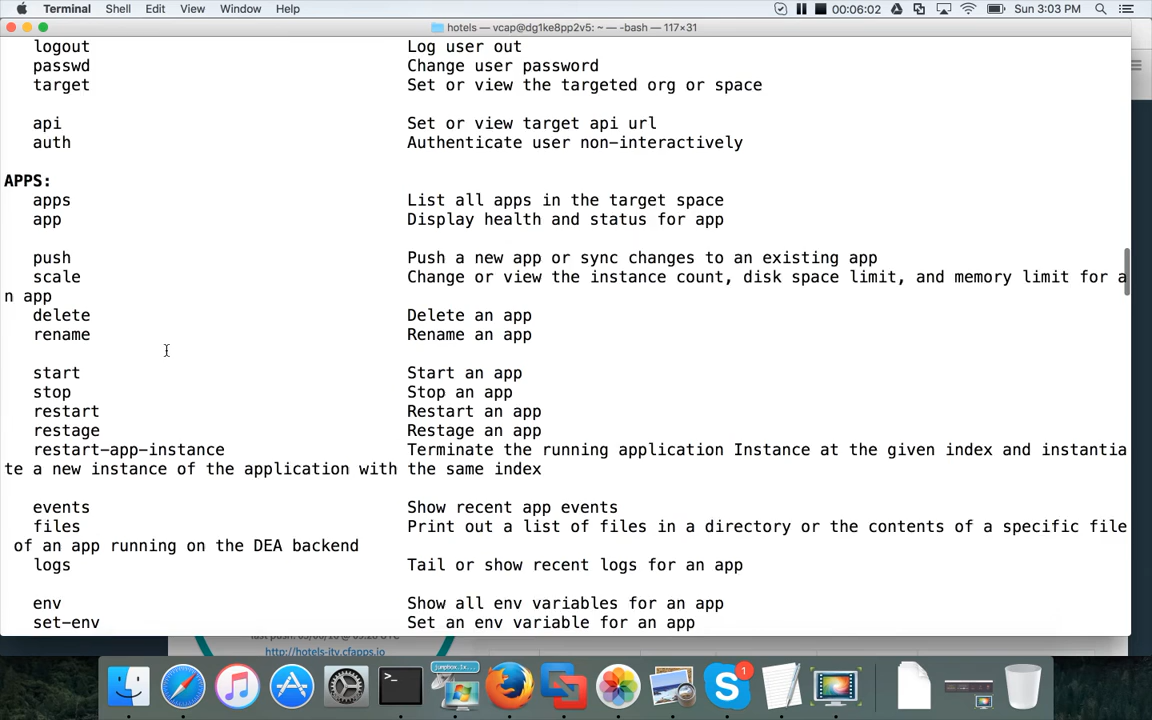 Terminal Shell Edit View Window Help 00:06:02 Sun 3:03 PM
hotels — vcap@dg1ke8pp2v5: ~ — -bash — 117×31
logout Log user out
passwd Change user password
target Set or view the targeted org or space
api Set or view target api url
auth Authenticate user non-interactively
APPS:
apps List all apps in the target space
app Display health and status for app
push Push a new app or sync changes to an existing app
scale Change or view the instance count, disk space limit, and memory limit for a
n app
delete Delete an app
rename Rename an app
start Start an app
stop Stop an app
restart Restart an app
restage Restage an app
restart-app-instance Terminate the running application Instance at the given index and instantia
te a new instance of the application with the same index
events Show recent app events
files Print out a list of files in a directory or the contents of a specific file
of an app running on the DEA backend
logs Tail or show recent logs for an app
env Show all env variables for an app
set-env Set an env variable for an app
http://hotels-itv.cfapps.io
jumpbox.1x...
>_
S 1